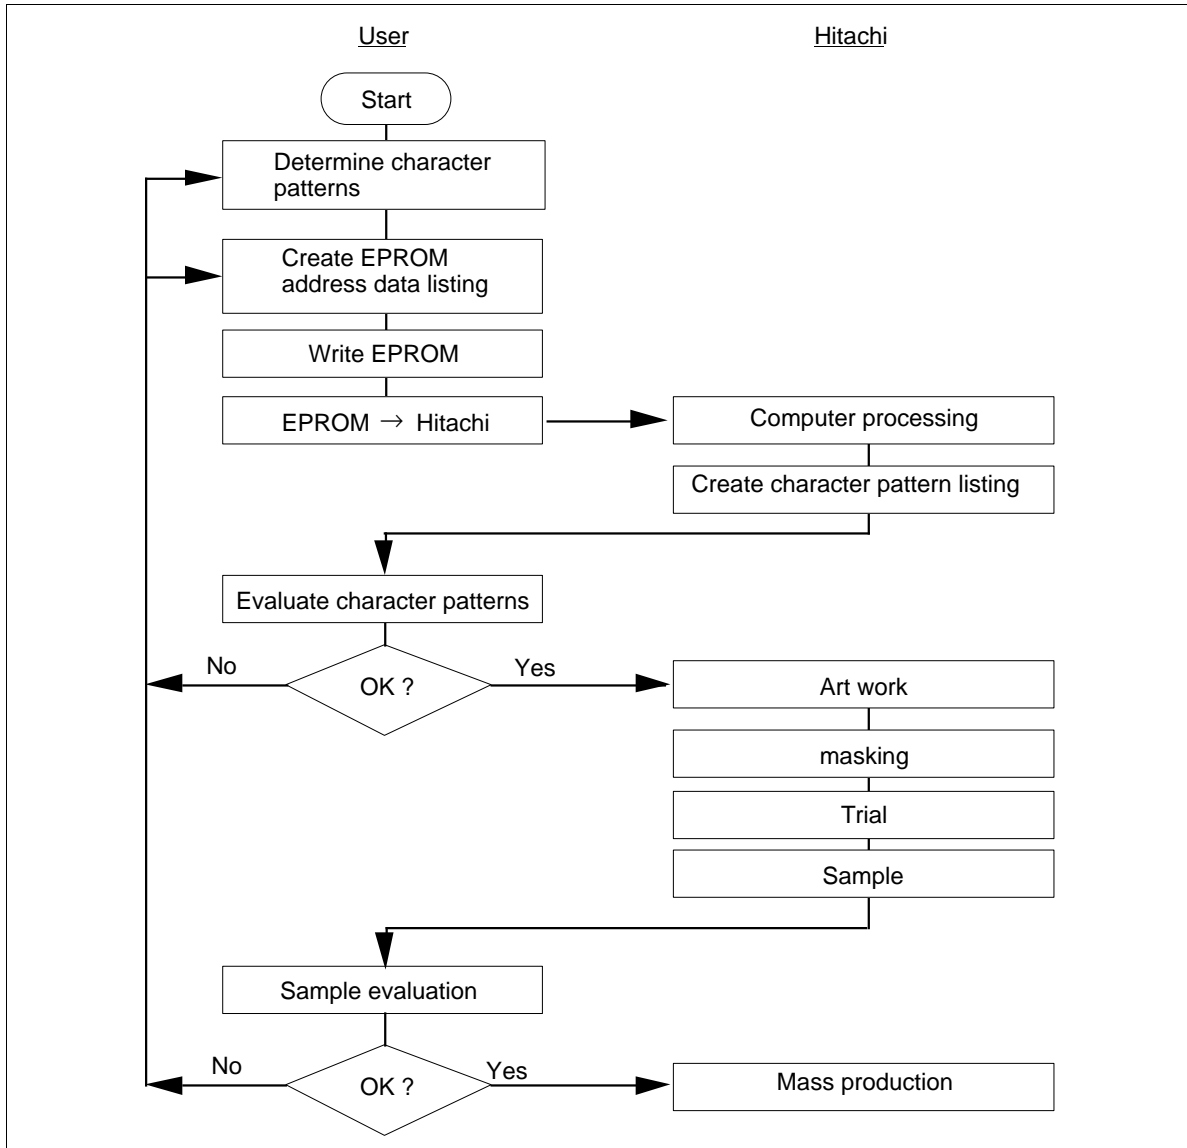 User
Hitachi
Start
Determine character
patterns
Create EPROM
address data listing
Write EPROM
EPROM → Hitachi
Computer processing
Create character pattern listing
Evaluate character patterns
No
OK ?
Yes
Art work
masking
Trial
Sample
Sample evaluation
No
OK ?
Yes
Mass production